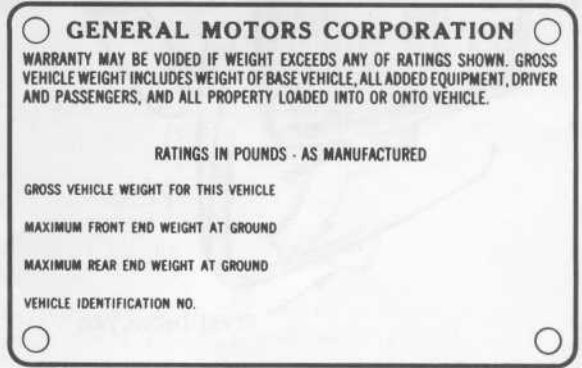 GENERAL MOTORS CORPORATION
WARRANTY MAY BE VOIDED IF WEIGHT EXCEEDS ANY OF RATINGS SHOWN. GROSS
VEHICLE WEIGHT INCLUDES WEIGHT OF BASE VEHICLE, ALL ADDED EQUIPMENT, DRIVER
AND PASSENGERS, AND ALL PROPERTY LOADED INTO OR ONTO VEHICLE.
RATINGS IN POUNDS - AS MANUFACTURED
GROSS VEHICLE WEIGHT FOR THIS VEHICLE
MAXIMUM FRONT END WEIGHT AT GROUND
MAXIMUM REAR END WEIGHT AT GROUND
VEHICLE IDENTIFICATION NO.